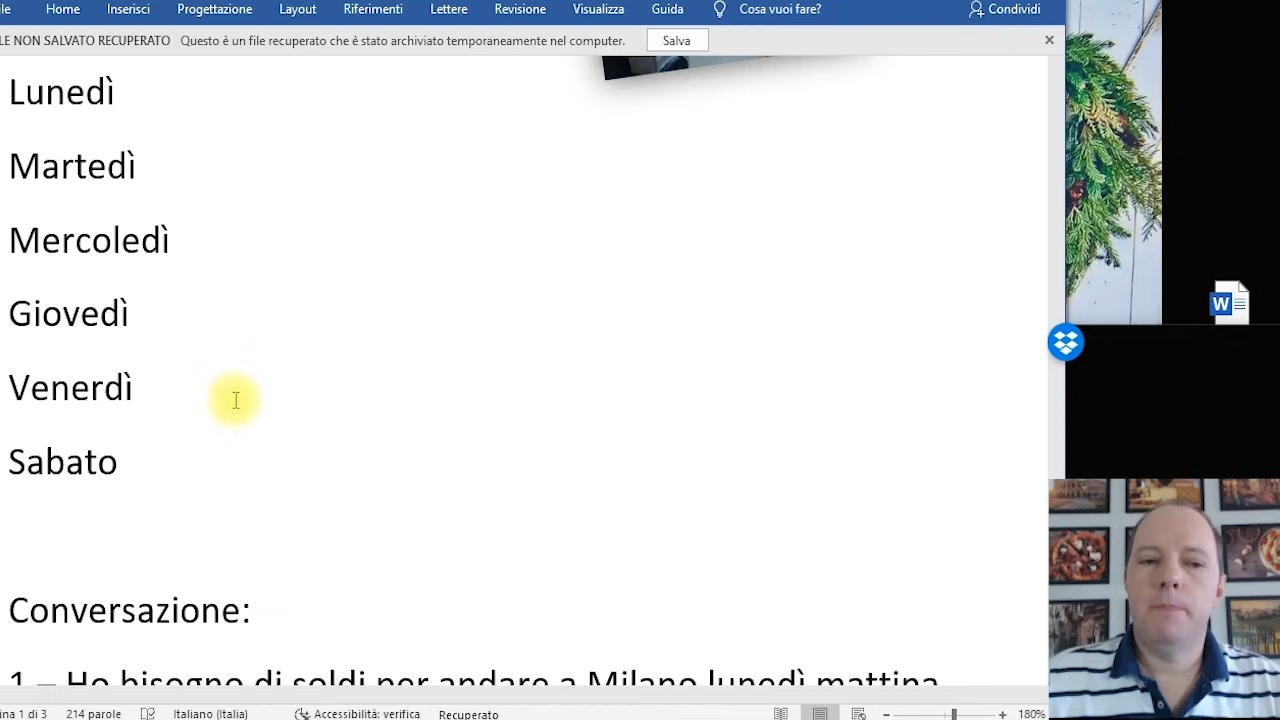 Home Inserisci Progettazione Layout Riferimenti Lettere Revisione Visualizza Guida Cosa vuoi fare? Condividi
NON SALVATO RECUPERATO Questo è un file recuperato che è stato archiviato temporaneamente nel computer. Salva
Lunedì
Martedì
Mercoledì
Giovedì
Venerdì
Sabato
Conversazione:
1 – Ho bisogno di soldi per andare a Milano lunedì mattina
1 di 3 214 parole Italiano (Italia) Accessibilità: verifica Recuperato 180%
W